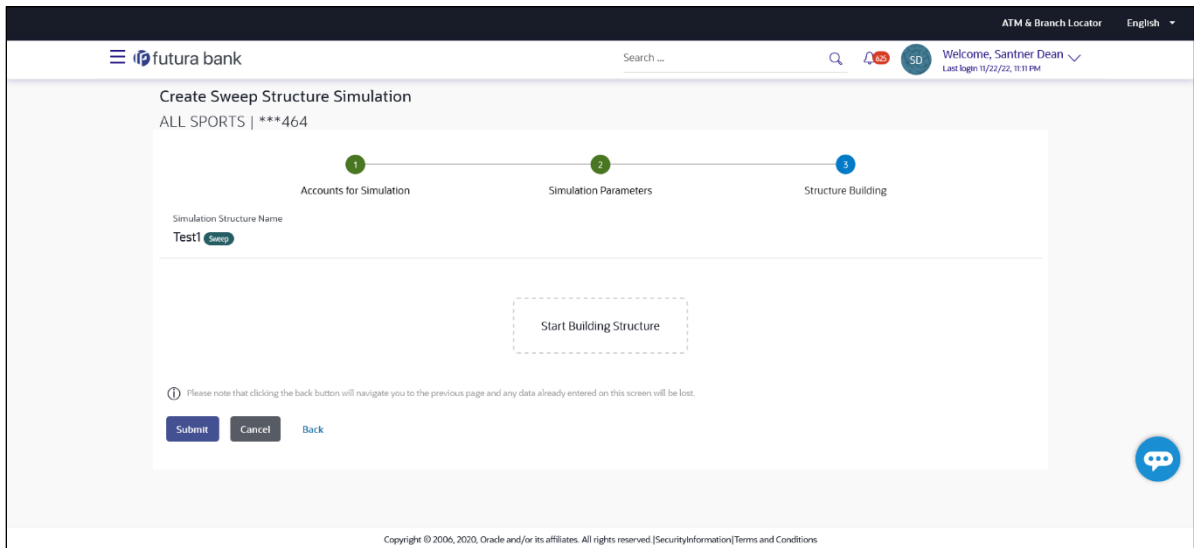 ATM & Branch Locator English
futura bank
Search ...
625
SD
Welcome, Santner Dean
Last login 11/22/22, 11:11 PM
Create Sweep Structure Simulation
ALL SPORTS | ***464
1 2 3
Accounts for Simulation Simulation Parameters Structure Building
Simulation Structure Name
Test1 Sweep
Start Building Structure
Please note that clicking the back button will navigate you to the previous page and any data already entered on this screen will be lost.
Submit Cancel Back
Copyright © 2006, 2020, Oracle and/or its affiliates. All rights reserved.|SecurityInformation|Terms and Conditions